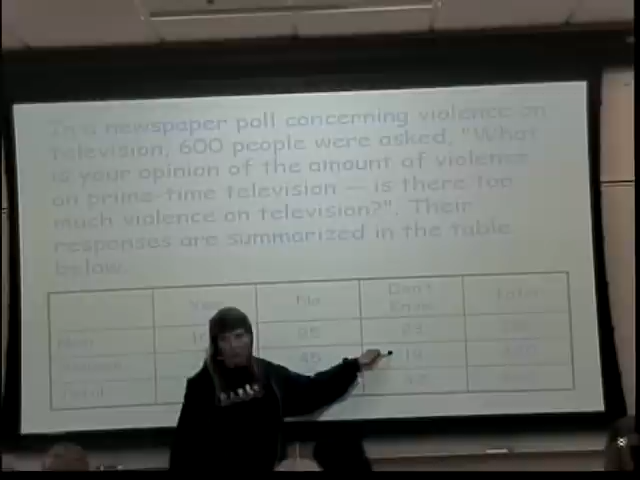 In a newspaper poll concerning violence on
television, 600 people were asked, "What
is your opinion of the amount of violence
on prime-time television — is there too
much violence on television?". Their
responses are summarized in the table
below.
Yes No Don't Know Total
Men 23
45 19
Total